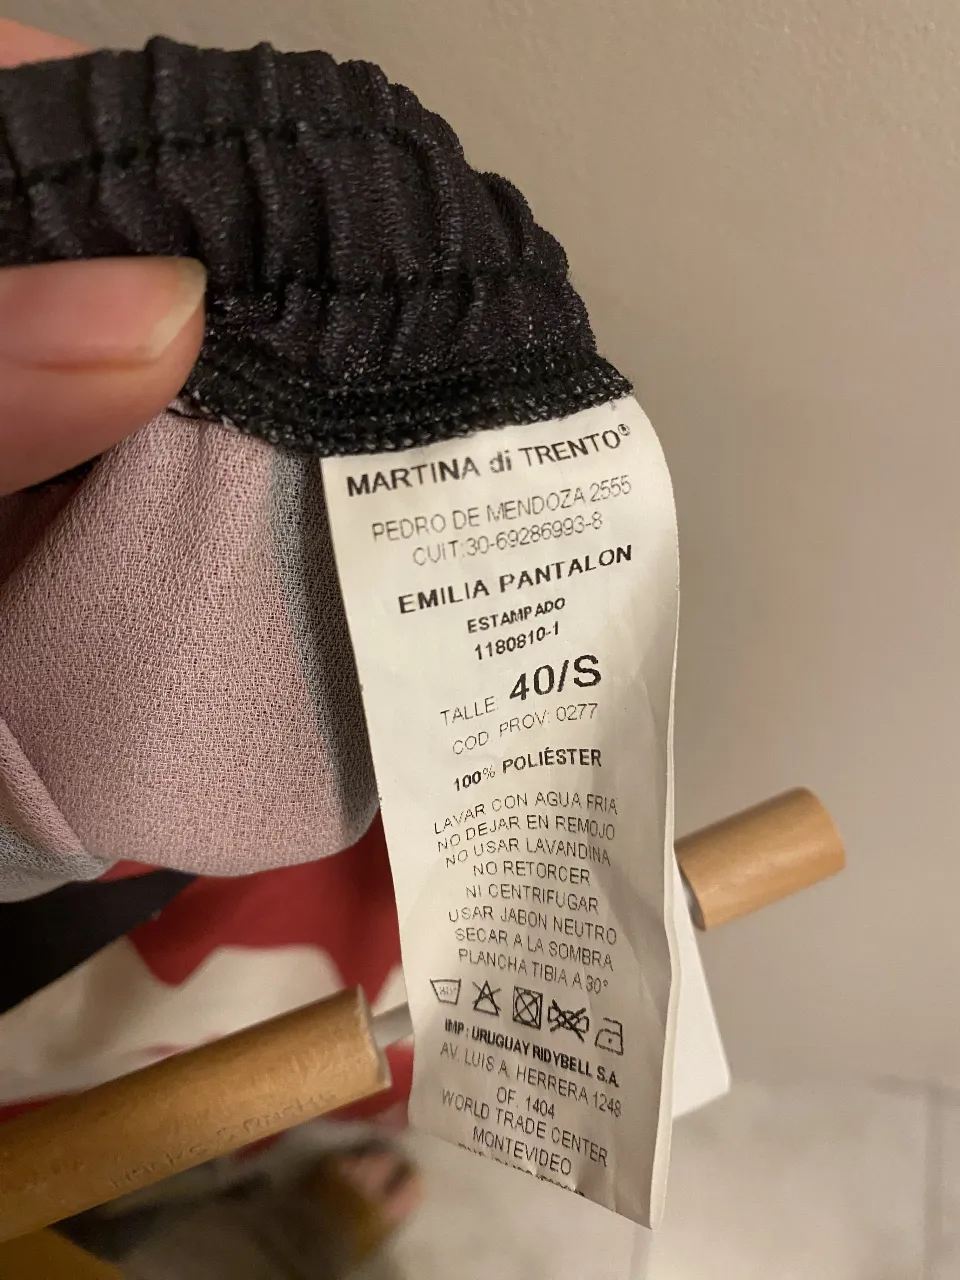 MARTINA di TRENTO®
PEDRO DE MENDOZA 2555
CUIT:30-69286993-8
EMILIA PANTALON
ESTAMPADO
1180810-1
TALLE: 40/S
COD. PROV: 0277
100% POLIÉSTER
LAVAR CON AGUA FRIA
NO DEJAR EN REMOJO
NO USAR LAVANDINA
NO RETORCER
NI CENTRIFUGAR
USAR JABON NEUTRO
SECAR A LA SOMBRA
PLANCHA TIBIA A 30°
30°
IMP: URUGUAY RIDYBELL S.A.
AV. LUIS A. HERRERA 1248
OF. 1404
WORLD TRADE CENTER
MONTEVIDEO